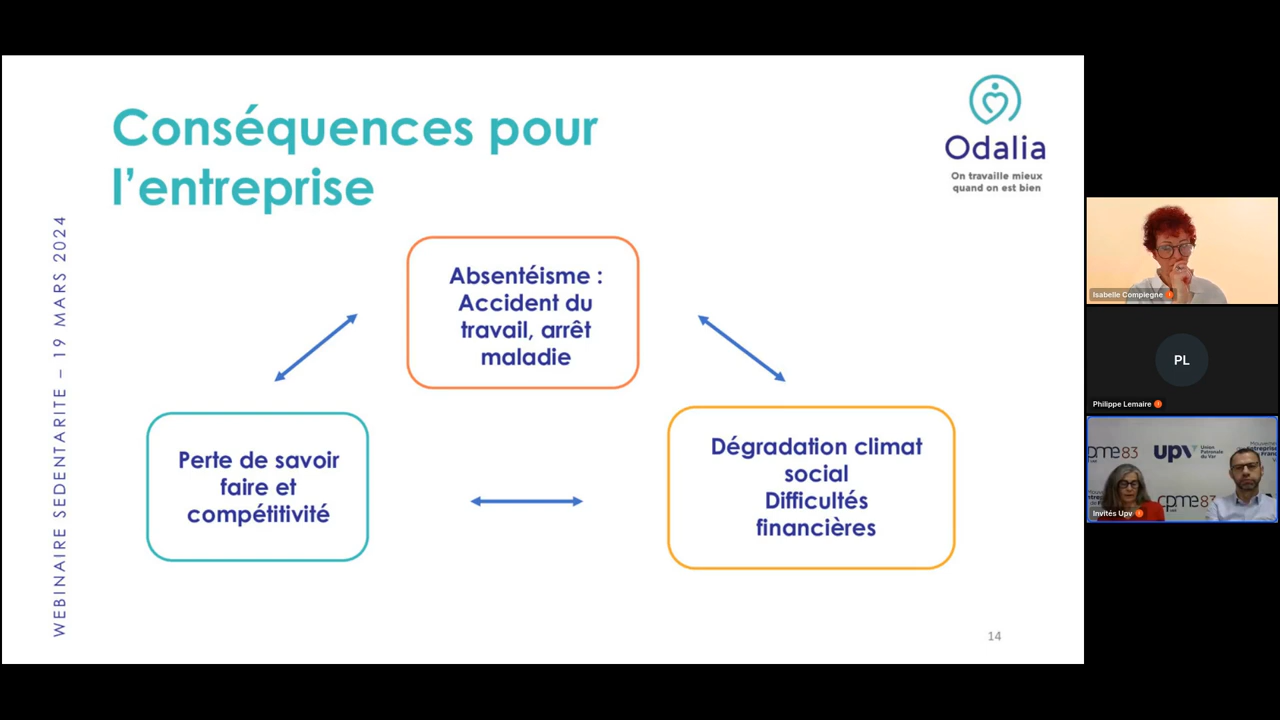 Conséquences pour
l'entreprise
Odalia
On travaille mieux
quand on est bien
WEBINAIRE SEDENTARITE – 19 MARS 2024
Absentéisme :
Accident du
travail, arrêt
maladie
Perte de savoir
faire et
compétitivité
Dégradation climat
social
Difficultés
financières
14
Isabelle Compiegne
PL
Philippe Lemaire
pme83
upv
Union
Patronale
du Var
cpme83
Invités Upv